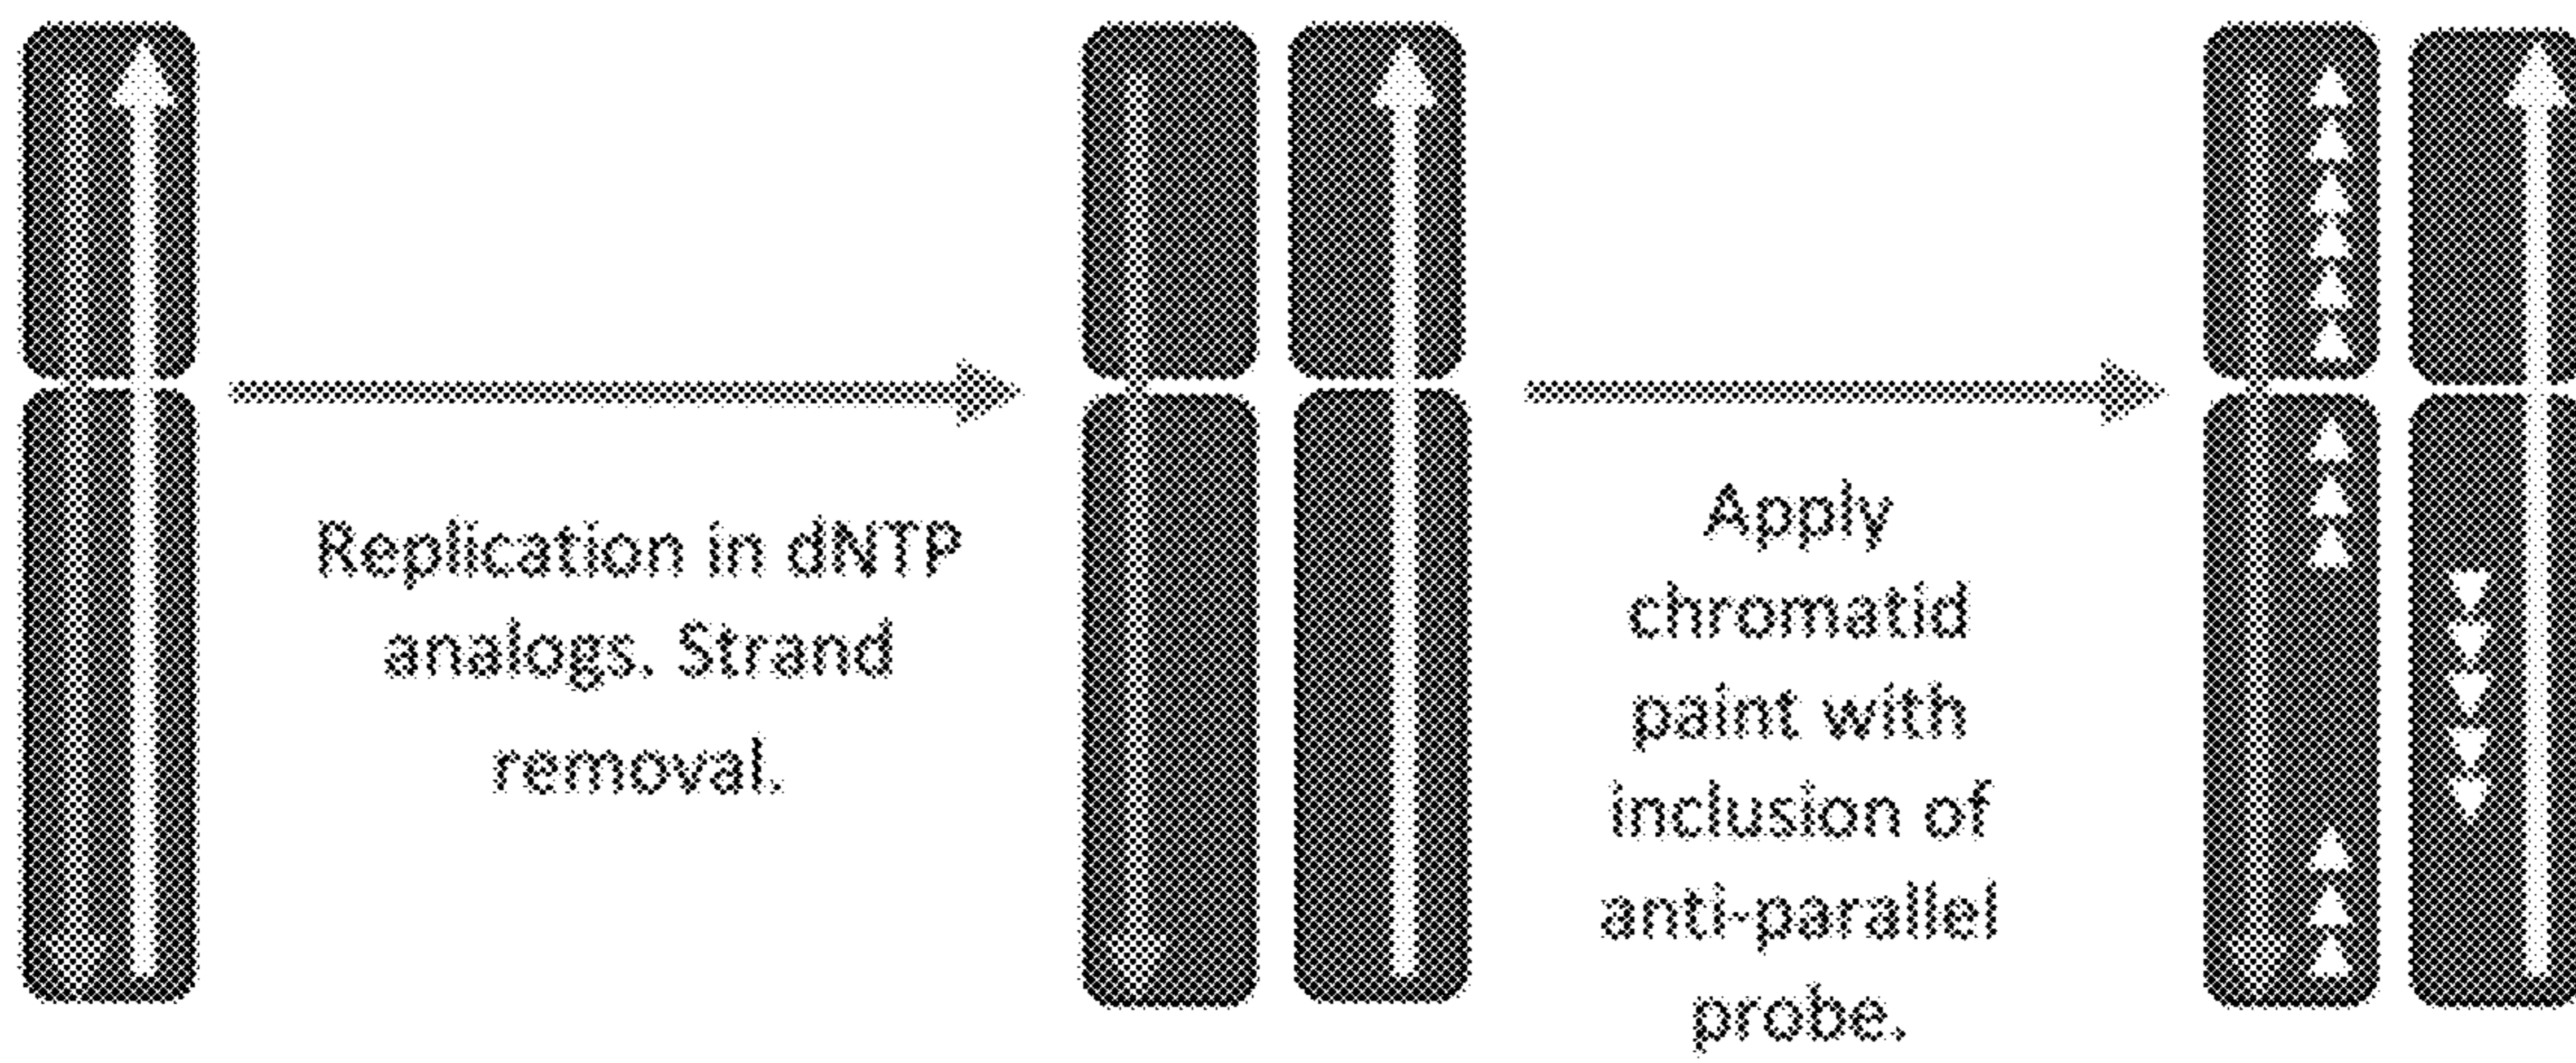 Replication in dNTP
analogs. Strand
removal.
Apply
chromatid
paint with
inclusion of
anti-parallel
probe.